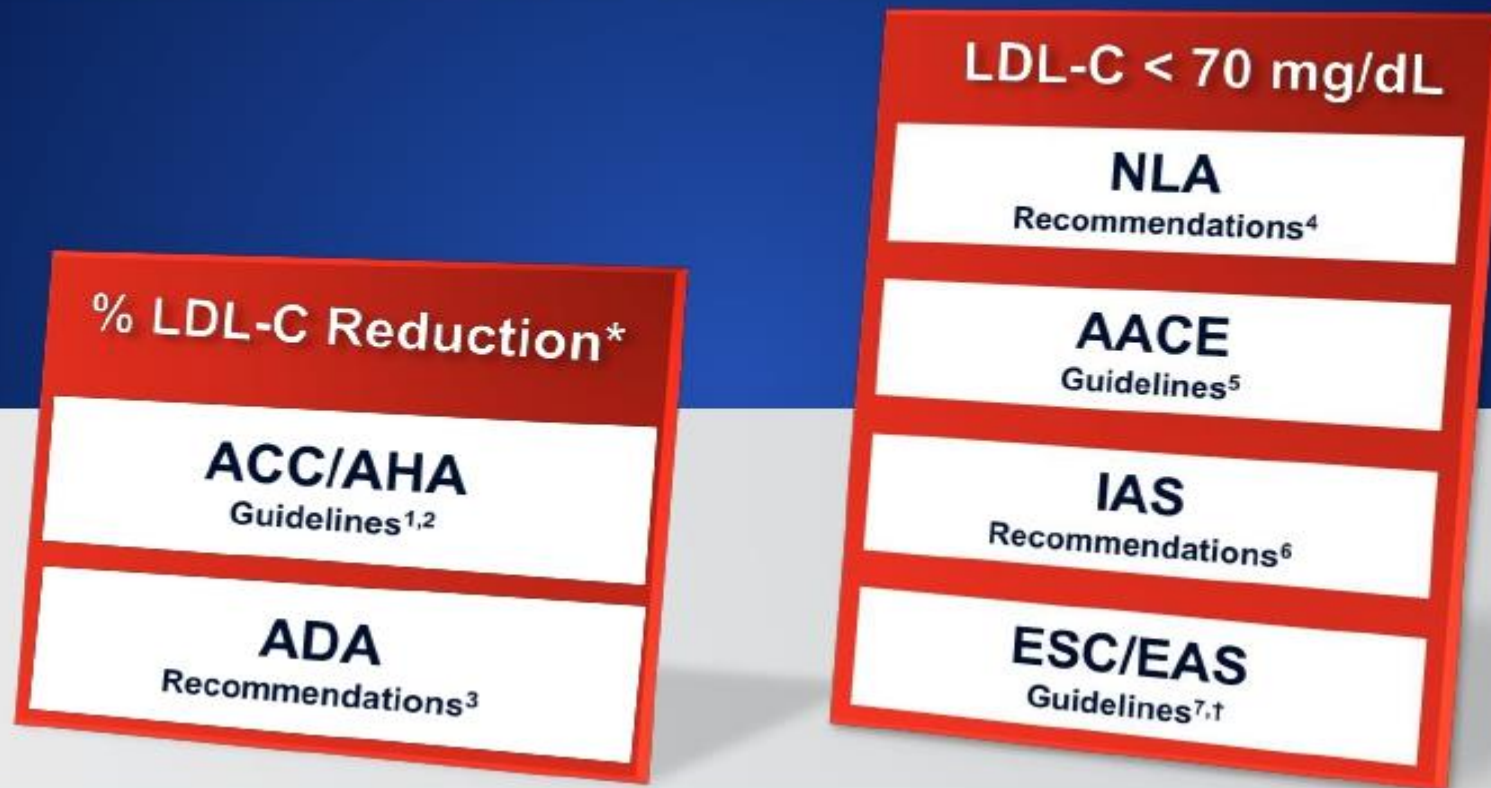 % LDL-C Reduction*
ACC/AHA
Guidelines¹,²
ADA
Recommendations³
LDL-C < 70 mg/dL
NLA
Recommendations⁴
AACE
Guidelines⁵
IAS
Recommendations⁶
ESC/EAS
Guidelines⁷,†